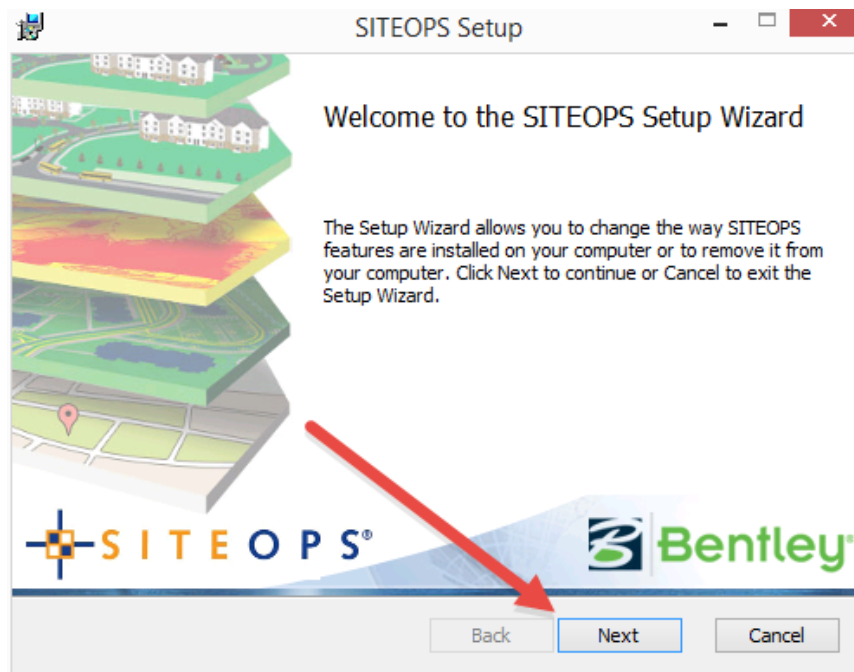 SITEOPS Setup
Welcome to the SITEOPS Setup Wizard
The Setup Wizard allows you to change the way SITEOPS
features are installed on your computer or to remove it from
your computer. Click Next to continue or Cancel to exit the
Setup Wizard.
SITEOPS®
B Bentley®
Back Next Cancel